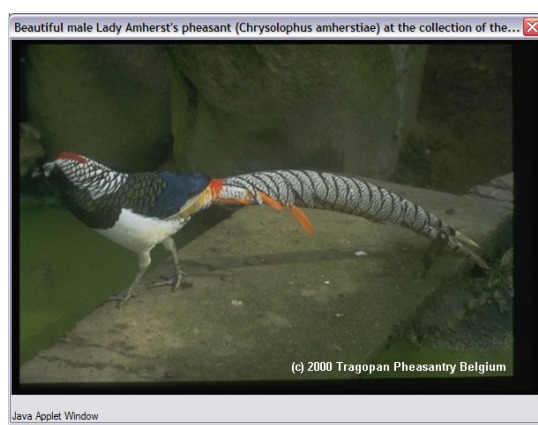 Beautiful male Lady Amherst's pheasant (Chrysolophus amherstiae) at the collection of the...
(c) 2000 Tragopan Pheasantry Belgium
Java Applet Window